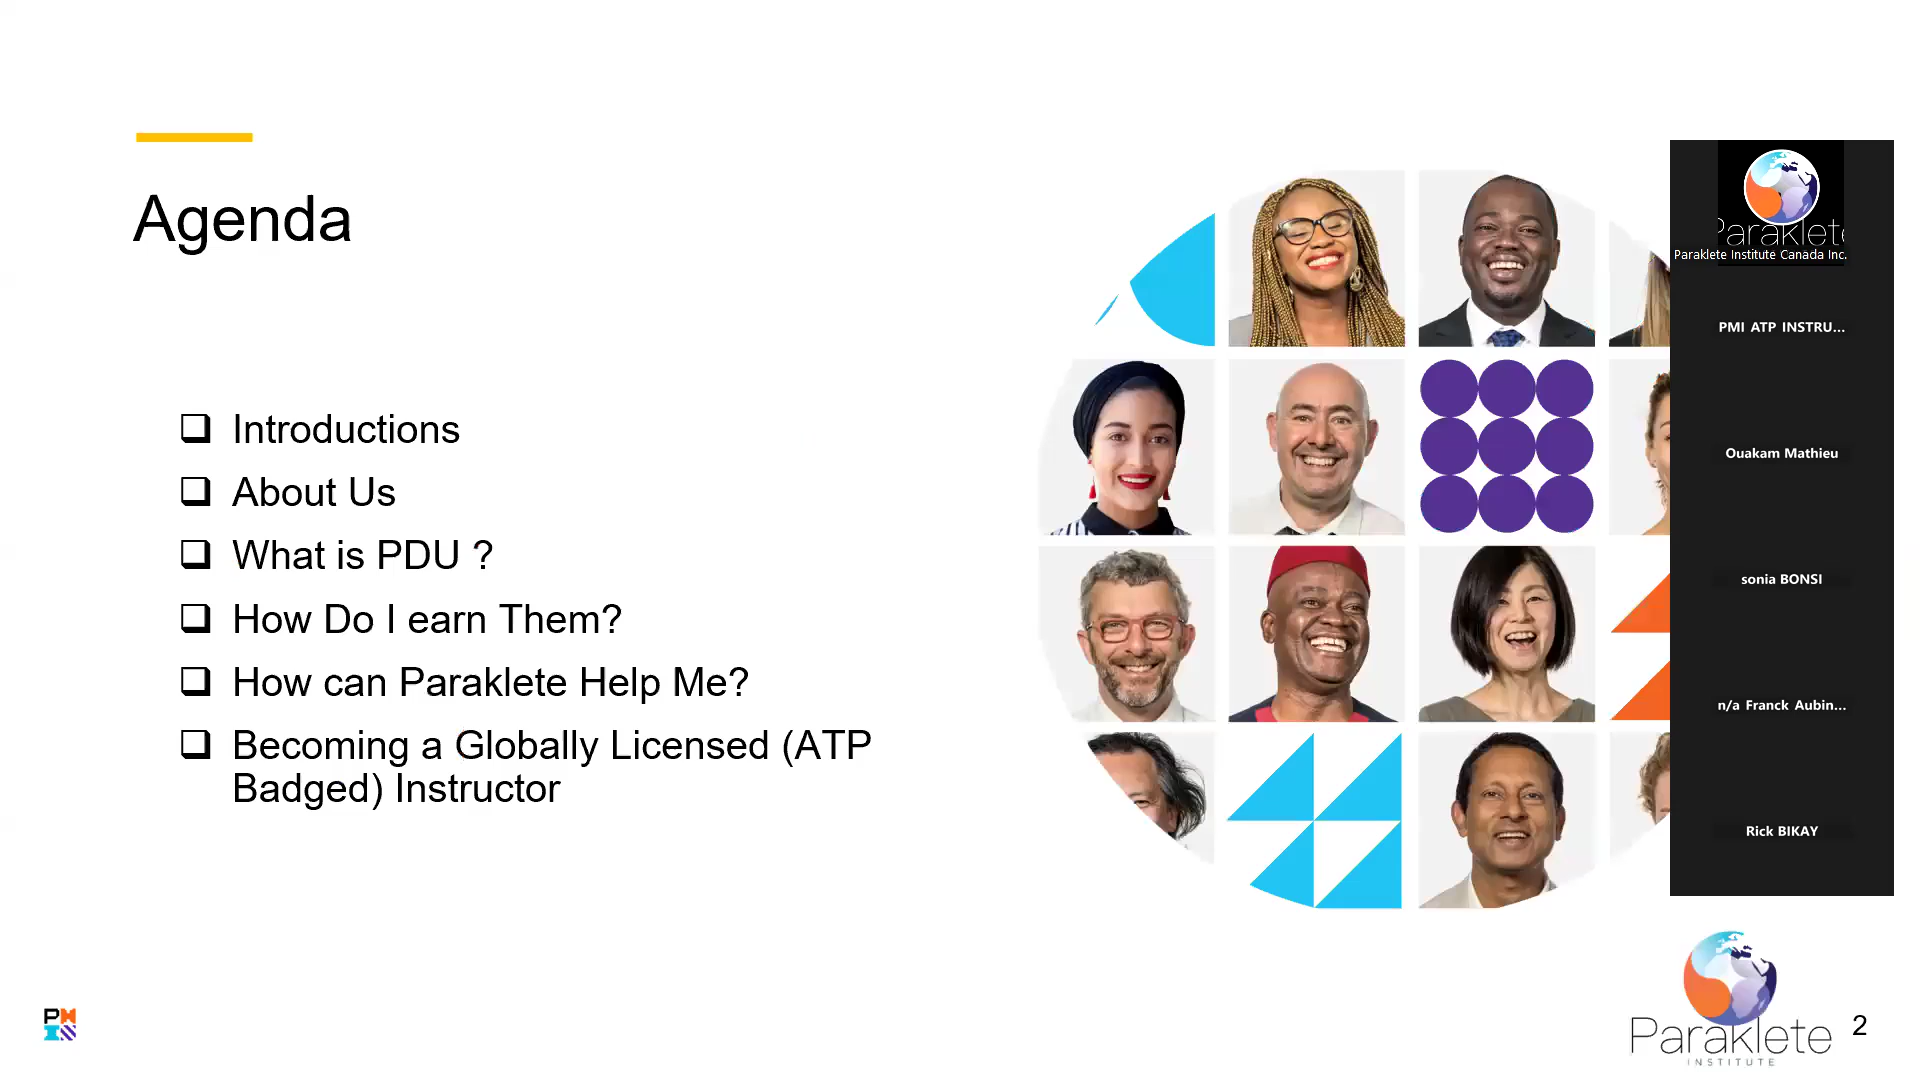 Agenda
Introductions
About Us
What is PDU ?
How Do I earn Them?
How can Paraklete Help Me?
Becoming a Globally Licensed (ATP
Badged) Instructor
Paraklete
Paraklete Institute Canada Inc.
PMI ATP INSTRU...
Ouakam Mathieu
sonia BONSI
n/a Franck Aubin...
Rick BIKAY
PMI
Paraklete
INSTITUTE
2